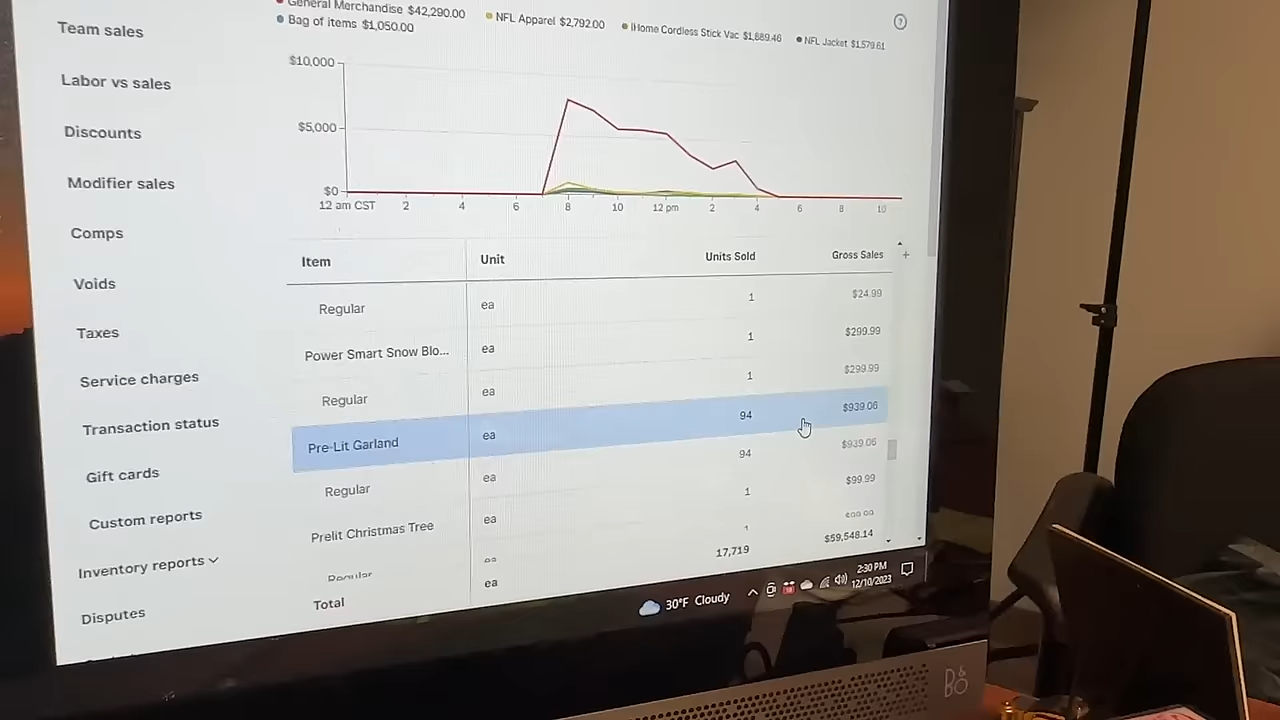 Team sales
Labor vs sales
Discounts
Modifier sales
Comps
Voids
Taxes
Service charges
Transaction status
Gift cards
Custom reports
Inventory reports
Disputes
General Merchandise $42,290.00
NFL Apparel $2,792.00
iHome Cordless Stick Vac $1,889.46
NFL Jacket $1,579.61
Bag of items $1,050.00
?
$10,000
$5,000
$0
12 am CST 2 4 6 8 10 12 pm 2 4 6 8 10
Item Unit Units Sold Gross Sales +
Regular ea 1 $24.99
Power Smart Snow Blo... ea 1 $299.99
Regular ea 1 $299.99
Pre-Lit Garland ea 94 $939.06
Regular ea 94 $939.06
Prelit Christmas Tree ea 1 $99.99
Regular ea 1
Total ea 17,719 $59,548.14
30°F Cloudy
2:30 PM
12/10/2023
B&O